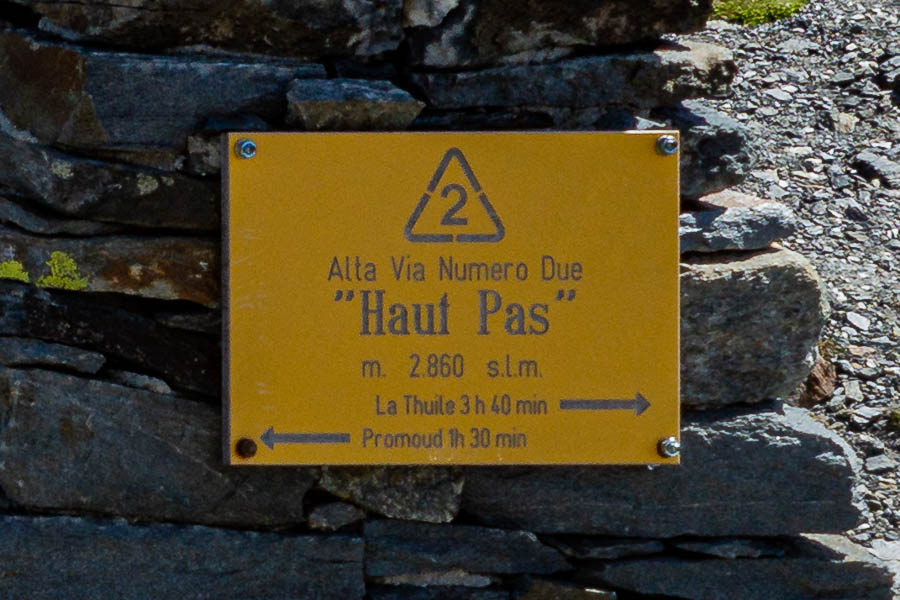 2
Alta Via Numero Due
"Haut Pas"
m. 2.860 s.l.m.
La Thuile 3 h 40 min
Promoud 1h 30 min